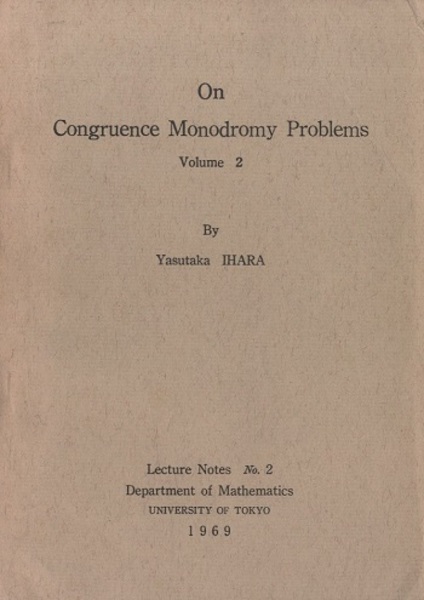 On
Congruence Monodromy Problems
Volume 2
By
Yasutaka IHARA
Lecture Notes No. 2
Department of Mathematics
UNIVERSITY OF TOKYO
1969